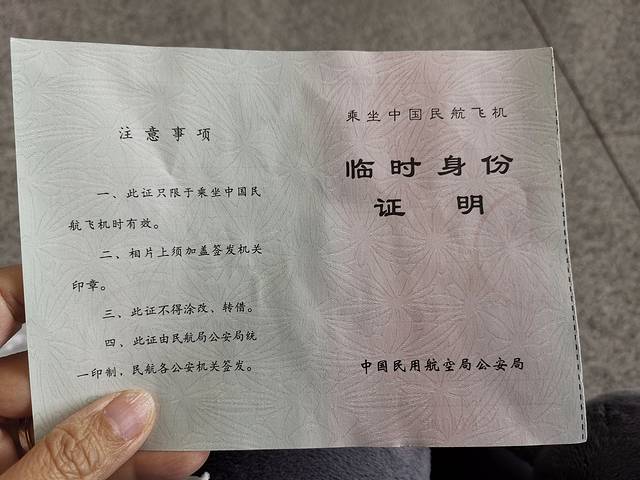 注意事项
一、此证只限于乘坐中国民
航飞机时有效。
二、相片上须加盖签发机关
印章。
三、此证不得涂改、转借。
四、此证由民航局公安局统
一印制，民航各公安机关签发。
乘坐中国民航飞机
临时身份
证明
中国民用航空局公安局